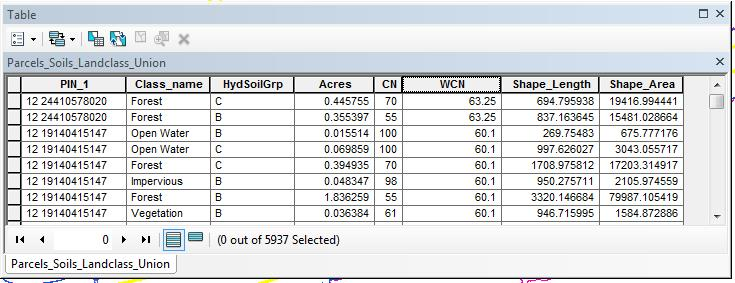 Table
Parcels_Soils_Landclass_Union
PIN_1 Class_name HydSoilGrp Acres CN WCN Shape_Length Shape_Area
12 24410578020 Forest C 0.445755 70 63.25 694.795938 19416.994441
12 24410578020 Forest B 0.355397 55 63.25 837.163645 15481.028664
12 19140415147 Open Water B 0.015514 100 60.1 269.75483 675.777176
12 19140415147 Open Water C 0.069859 100 60.1 997.626027 3043.055717
12 19140415147 Forest C 0.394935 70 60.1 1708.975812 17203.314917
12 19140415147 Impervious B 0.048347 98 60.1 950.275711 2105.974559
12 19140415147 Forest B 1.836259 55 60.1 3320.146684 79987.105419
12 19140415147 Vegetation B 0.036384 61 60.1 946.715995 1584.872886
0 (0 out of 5937 Selected)
Parcels_Soils_Landclass_Union